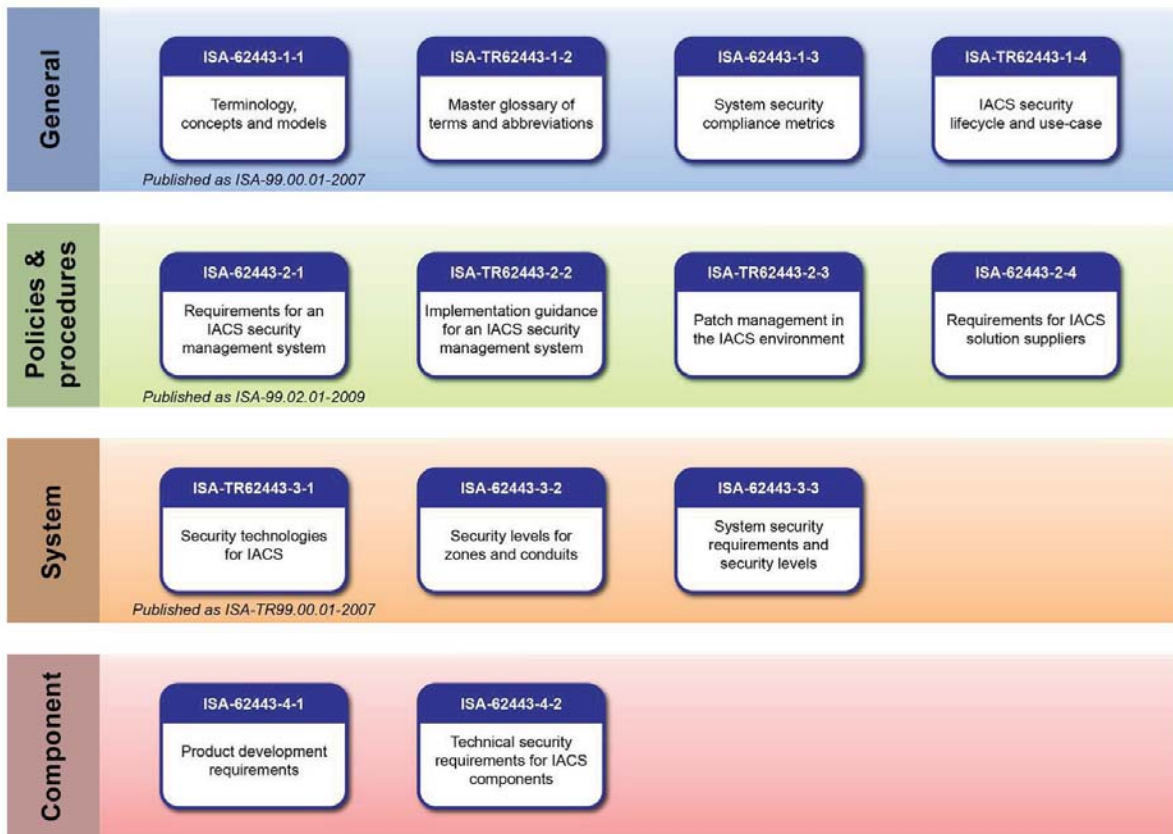 General
ISA-62443-1-1
Terminology,
concepts and models
Published as ISA-99.00.01-2007
ISA-TR62443-1-2
Master glossary of
terms and abbreviations
ISA-62443-1-3
System security
compliance metrics
ISA-TR62443-1-4
IACS security
lifecycle and use-case
Policies &
procedures
ISA-62443-2-1
Requirements for an
IACS security
management system
Published as ISA-99.02.01-2009
ISA-TR62443-2-2
Implementation guidance
for an IACS security
management system
ISA-TR62443-2-3
Patch management in
the IACS environment
ISA-62443-2-4
Requirements for IACS
solution suppliers
System
ISA-TR62443-3-1
Security technologies
for IACS
Published as ISA-TR99.00.01-2007
ISA-62443-3-2
Security levels for
zones and conduits
ISA-62443-3-3
System security
requirements and
security levels
Component
ISA-62443-4-1
Product development
requirements
ISA-62443-4-2
Technical security
requirements for IACS
components